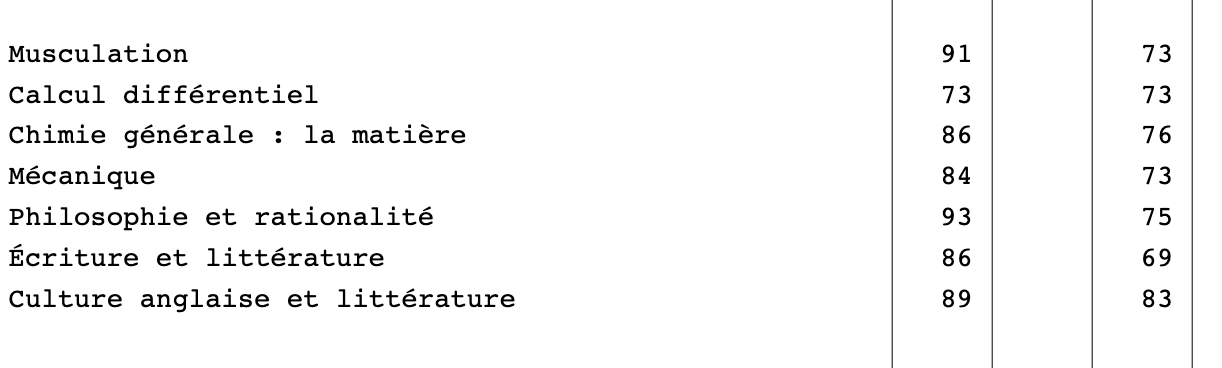 Musculation 91 73
Calcul différentiel 73 73
Chimie générale : la matière 86 76
Mécanique 84 73
Philosophie et rationalité 93 75
Écriture et littérature 86 69
Culture anglaise et littérature 89 83